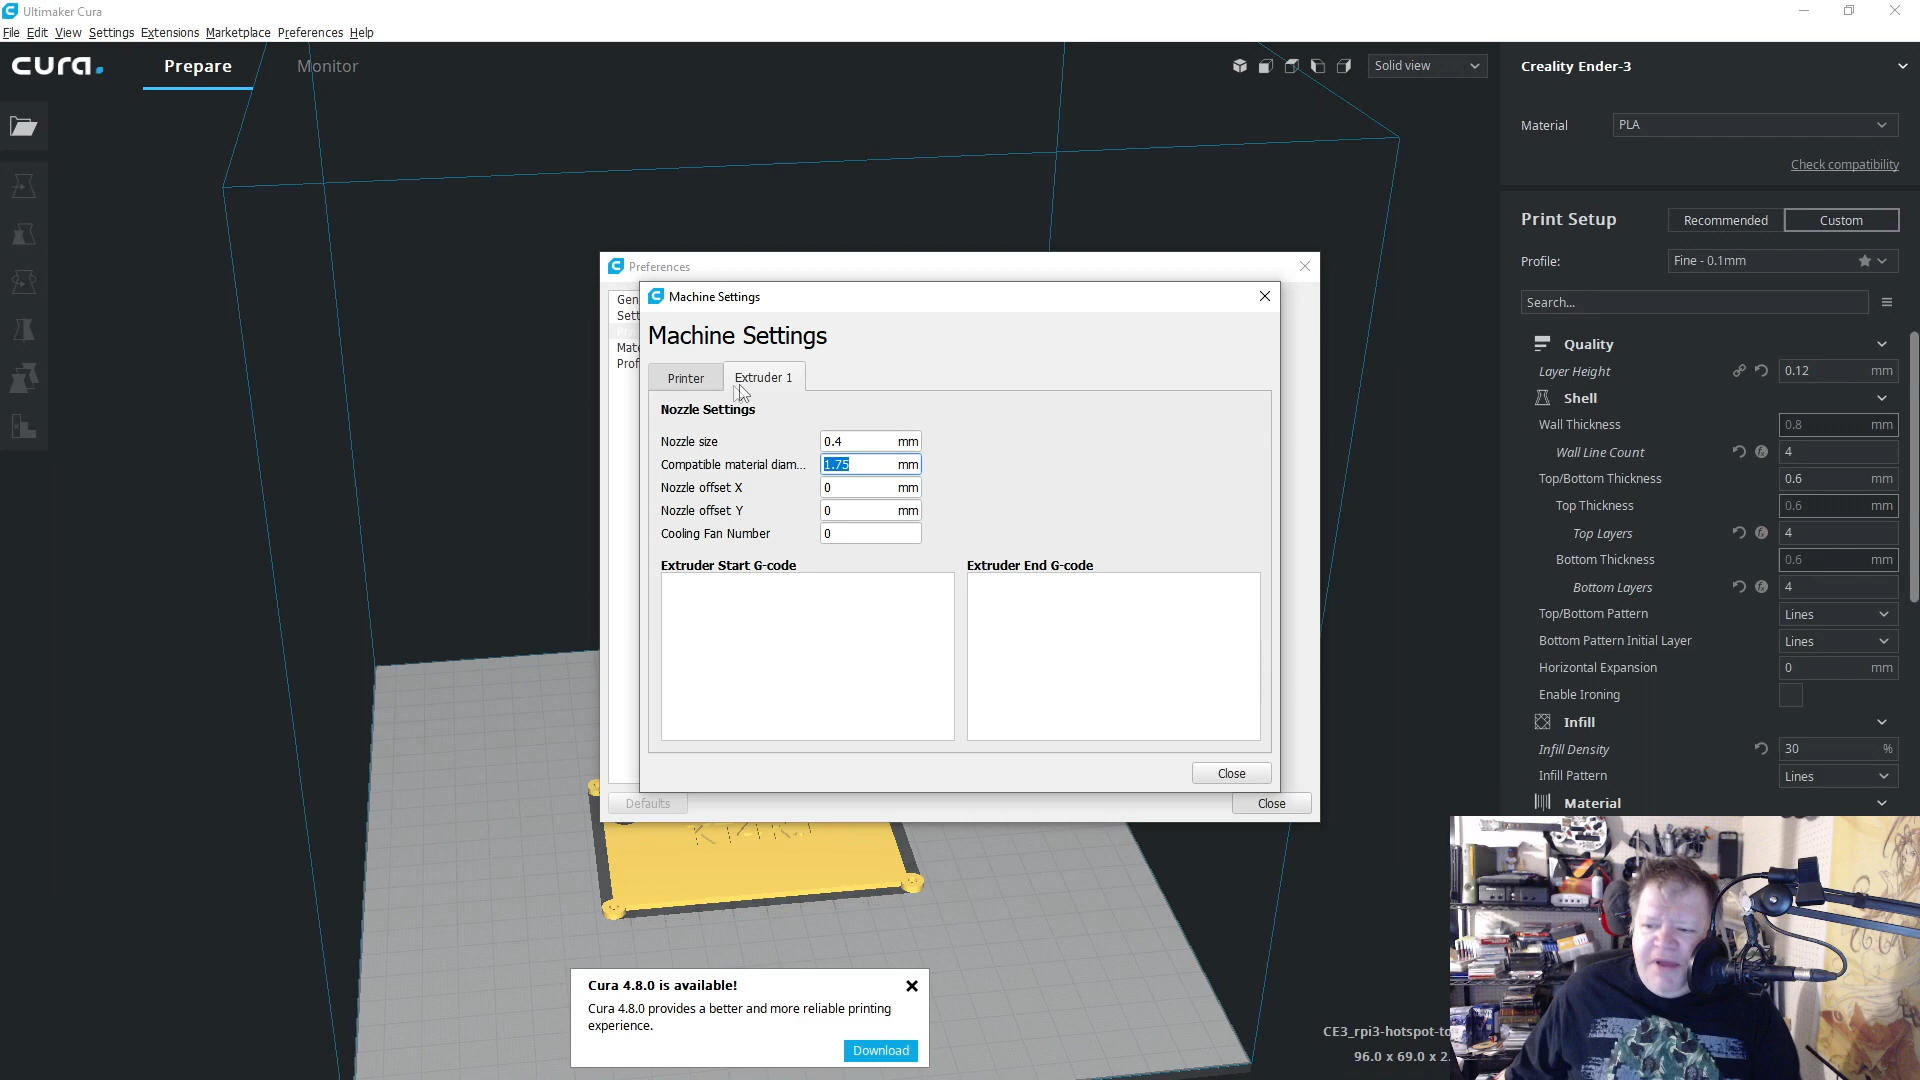 Ultimaker Cura
File Edit View Settings Extensions Marketplace Preferences Help
cura.
Prepare
Monitor
Solid view
Creality Ender-3
Material
PLA
Check compatibility
Print Setup
Recommended
Custom
Profile:
Fine - 0.1mm
Search...
Quality
Layer Height
0.12 mm
Shell
Wall Thickness
0.8 mm
Wall Line Count
4
Top/Bottom Thickness
0.6 mm
Top Thickness
0.6 mm
Top Layers
4
Bottom Thickness
0.6 mm
Bottom Layers
4
Top/Bottom Pattern
Lines
Bottom Pattern Initial Layer
Lines
Horizontal Expansion
0 mm
Enable Ironing
Infill
Infill Density
30 %
Infill Pattern
Lines
Material
Preferences
Gen
Sett
Mate
Prof
Machine Settings
Machine Settings
Printer
Extruder 1
Nozzle Settings
Nozzle size
0.4 mm
Compatible material diam...
1.75 mm
Nozzle offset X
0 mm
Nozzle offset Y
0 mm
Cooling Fan Number
0
Extruder Start G-code
Extruder End G-code
Close
Defaults
Close
Cura 4.8.0 is available!
Cura 4.8.0 provides a better and more reliable printing
experience.
Download
CE3_rpi3-hotspot-to
96.0 x 69.0 x 2.